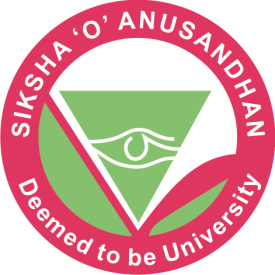 SIKSHA 'O' ANUSANDHAN
Deemed to be University